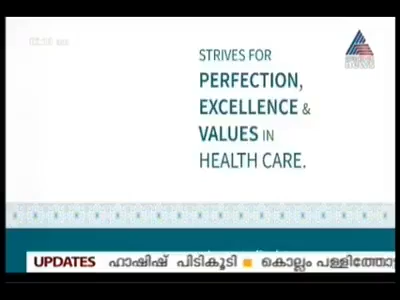 STRIVES FOR
PERFECTION,
EXCELLENCE &
VALUES IN
HEALTH CARE.
UPDATES ഹാഷിഷ് പിടികൂടി കൊല്ലം പള്ളിത്തോ